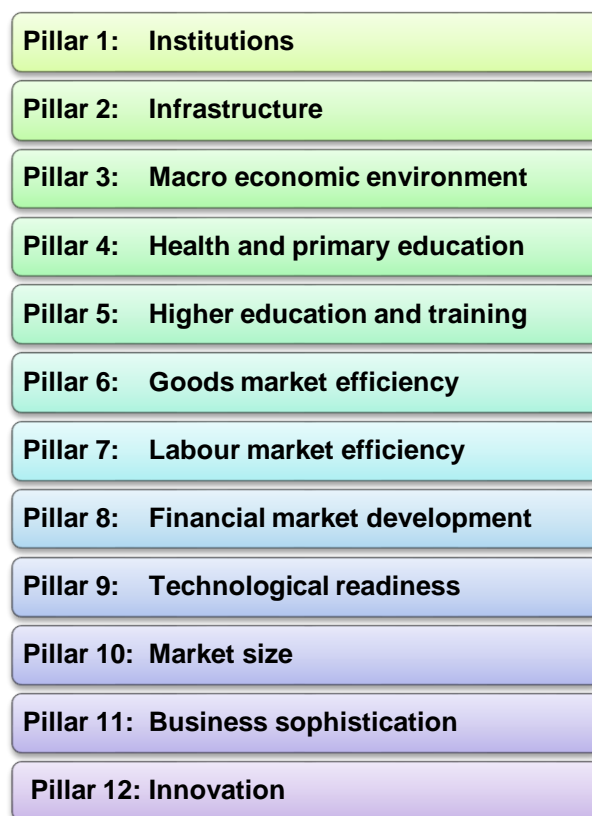 Pillar 1: Institutions
Pillar 2: Infrastructure
Pillar 3: Macro economic environment
Pillar 4: Health and primary education
Pillar 5: Higher education and training
Pillar 6: Goods market efficiency
Pillar 7: Labour market efficiency
Pillar 8: Financial market development
Pillar 9: Technological readiness
Pillar 10: Market size
Pillar 11: Business sophistication
Pillar 12: Innovation